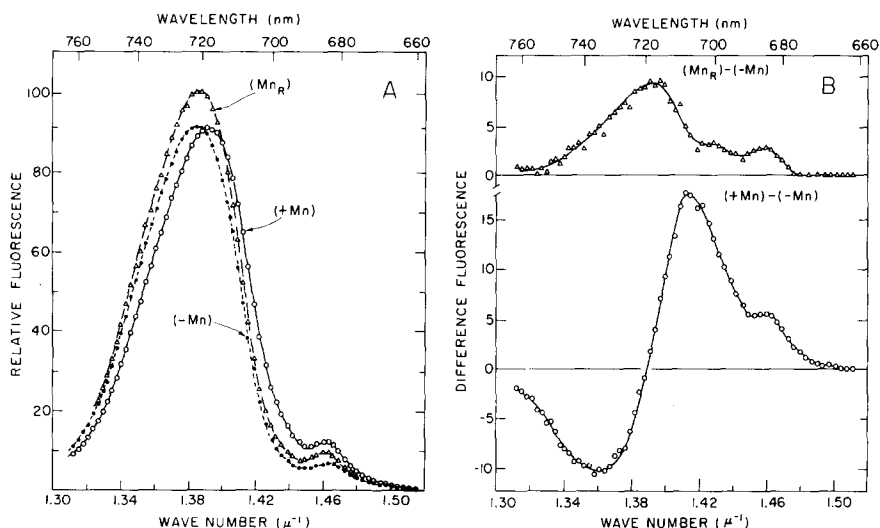 WAVELENGTH (nm)
760 740 720 700 680 660
A
(MnR)
(+Mn)
(-Mn)
RELATIVE FLUORESCENCE
100
80
60
40
20
1.30 1.34 1.38 1.42 1.46 1.50
WAVE NUMBER (μ⁻¹)
WAVELENGTH (nm)
760 740 720 700 680 660
B
(MnR)-(-Mn)
(+Mn)-(-Mn)
DIFFERENCE FLUORESCENCE
10
5
0
15
10
5
0
-5
-10
1.30 1.34 1.38 1.42 1.46 1.50
WAVE NUMBER (μ⁻¹)